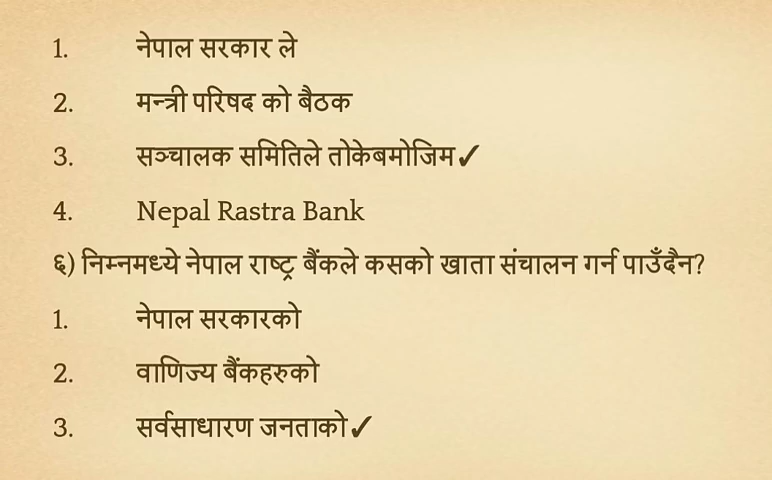 1. नेपाल सरकार ले
2. मन्त्री परिषद को बैठक
3. सञ्चालक समितिले तोकेबमोजिम✓
4. Nepal Rastra Bank
६) निम्नमध्ये नेपाल राष्ट्र बैंकले कसको खाता संचालन गर्न पाउँदैन?
1. नेपाल सरकारको
2. वाणिज्य बैंकहरुको
3. सर्वसाधारण जनताको✓